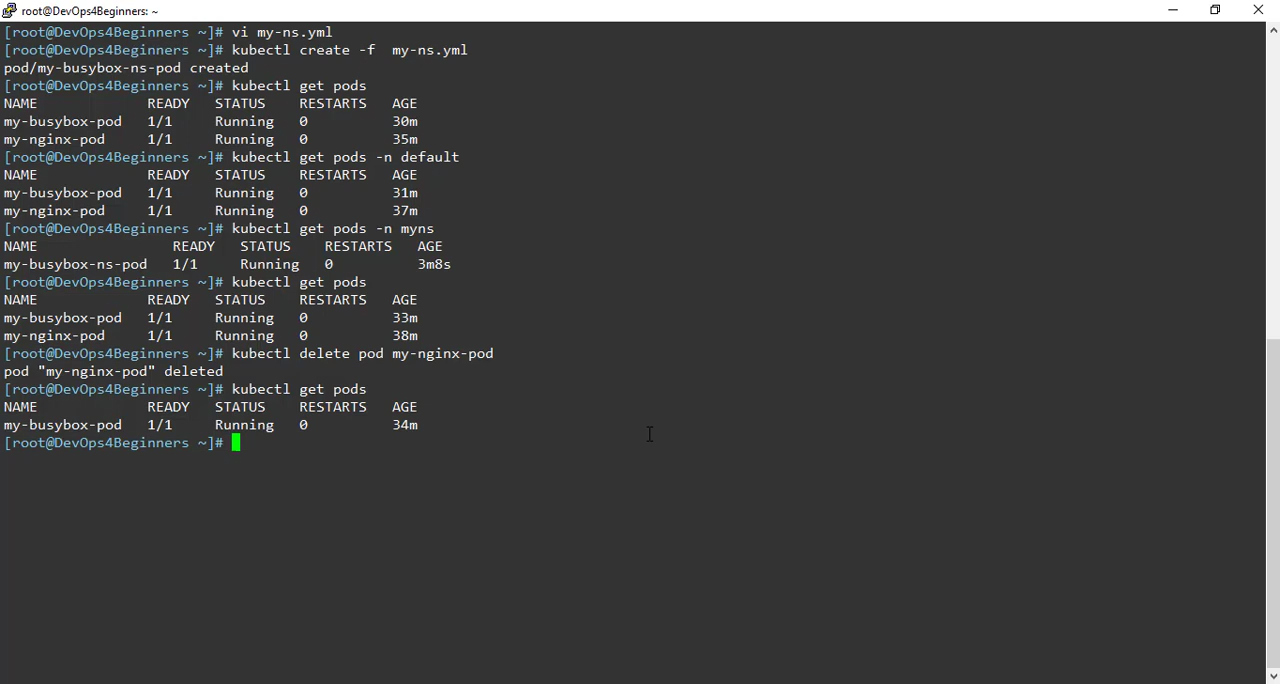 root@DevOps4Beginners: ~
[root@DevOps4Beginners ~]# vi my-ns.yml
[root@DevOps4Beginners ~]# kubectl create -f  my-ns.yml
pod/my-busybox-ns-pod created
[root@DevOps4Beginners ~]# kubectl get pods
NAME             READY   STATUS    RESTARTS   AGE
my-busybox-pod   1/1     Running   0          30m
my-nginx-pod     1/1     Running   0          35m
[root@DevOps4Beginners ~]# kubectl get pods -n default
NAME             READY   STATUS    RESTARTS   AGE
my-busybox-pod   1/1     Running   0          31m
my-nginx-pod     1/1     Running   0          37m
[root@DevOps4Beginners ~]# kubectl get pods -n myns
NAME                READY   STATUS    RESTARTS   AGE
my-busybox-ns-pod   1/1     Running   0          3m8s
[root@DevOps4Beginners ~]# kubectl get pods
NAME             READY   STATUS    RESTARTS   AGE
my-busybox-pod   1/1     Running   0          33m
my-nginx-pod     1/1     Running   0          38m
[root@DevOps4Beginners ~]# kubectl delete pod my-nginx-pod
pod "my-nginx-pod" deleted
[root@DevOps4Beginners ~]# kubectl get pods
NAME             READY   STATUS    RESTARTS   AGE
my-busybox-pod   1/1     Running   0          34m
[root@DevOps4Beginners ~]#